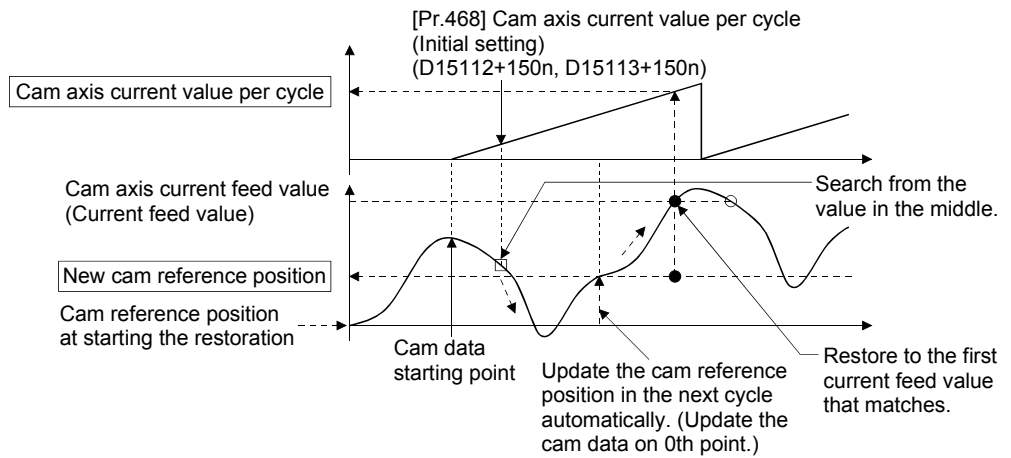 [Pr.468] Cam axis current value per cycle
(Initial setting)
(D15112+150n, D15113+150n)
Cam axis current value per cycle
Cam axis current feed value
(Current feed value)
Search from the
value in the middle.
New cam reference position
Cam reference position
at starting the restoration
Cam data
starting point
Update the cam reference
position in the next cycle
automatically. (Update the
cam data on 0th point.)
Restore to the first
current feed value
that matches.